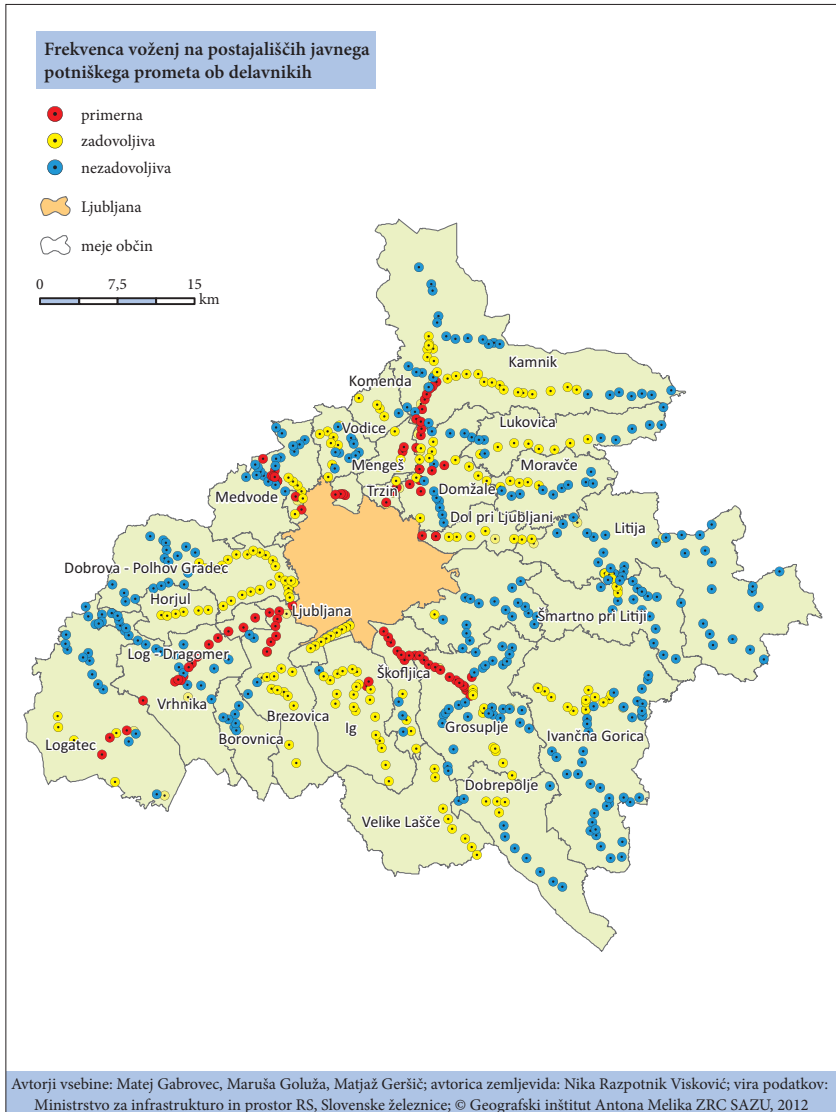 Frekvenca voženj na postajališčih javnega
potniškega prometa ob delavnikih
primerna
zadovoljiva
nezadovoljiva
Ljubljana
meje občin
0 7,5 15
km
Kamnik
Komenda
Lukovica
Vodice
Mengeš
Moravče
Medvode
Trzin
Domžale
Dol pri Ljubljani
Litija
Dobrova - Polhov Gradec
Horjul
Ljubljana
Šmartno pri Litiji
Log - Dragomer
Škofljica
Vrhnika
Brezovica
Ig
Grosuplje
Ivančna Gorica
Logatec
Borovnica
Dobrepolje
Velike Lašče
Avtorji vsebine: Matej Gabrovec, Maruša Goluža, Matjaž Geršič; avtorica zemljevida: Nika Razpotnik Visković; vira podatkov:
Ministrstvo za infrastrukturo in prostor RS, Slovenske železnice; © Geografski inštitut Antona Melika ZRC SAZU, 2012